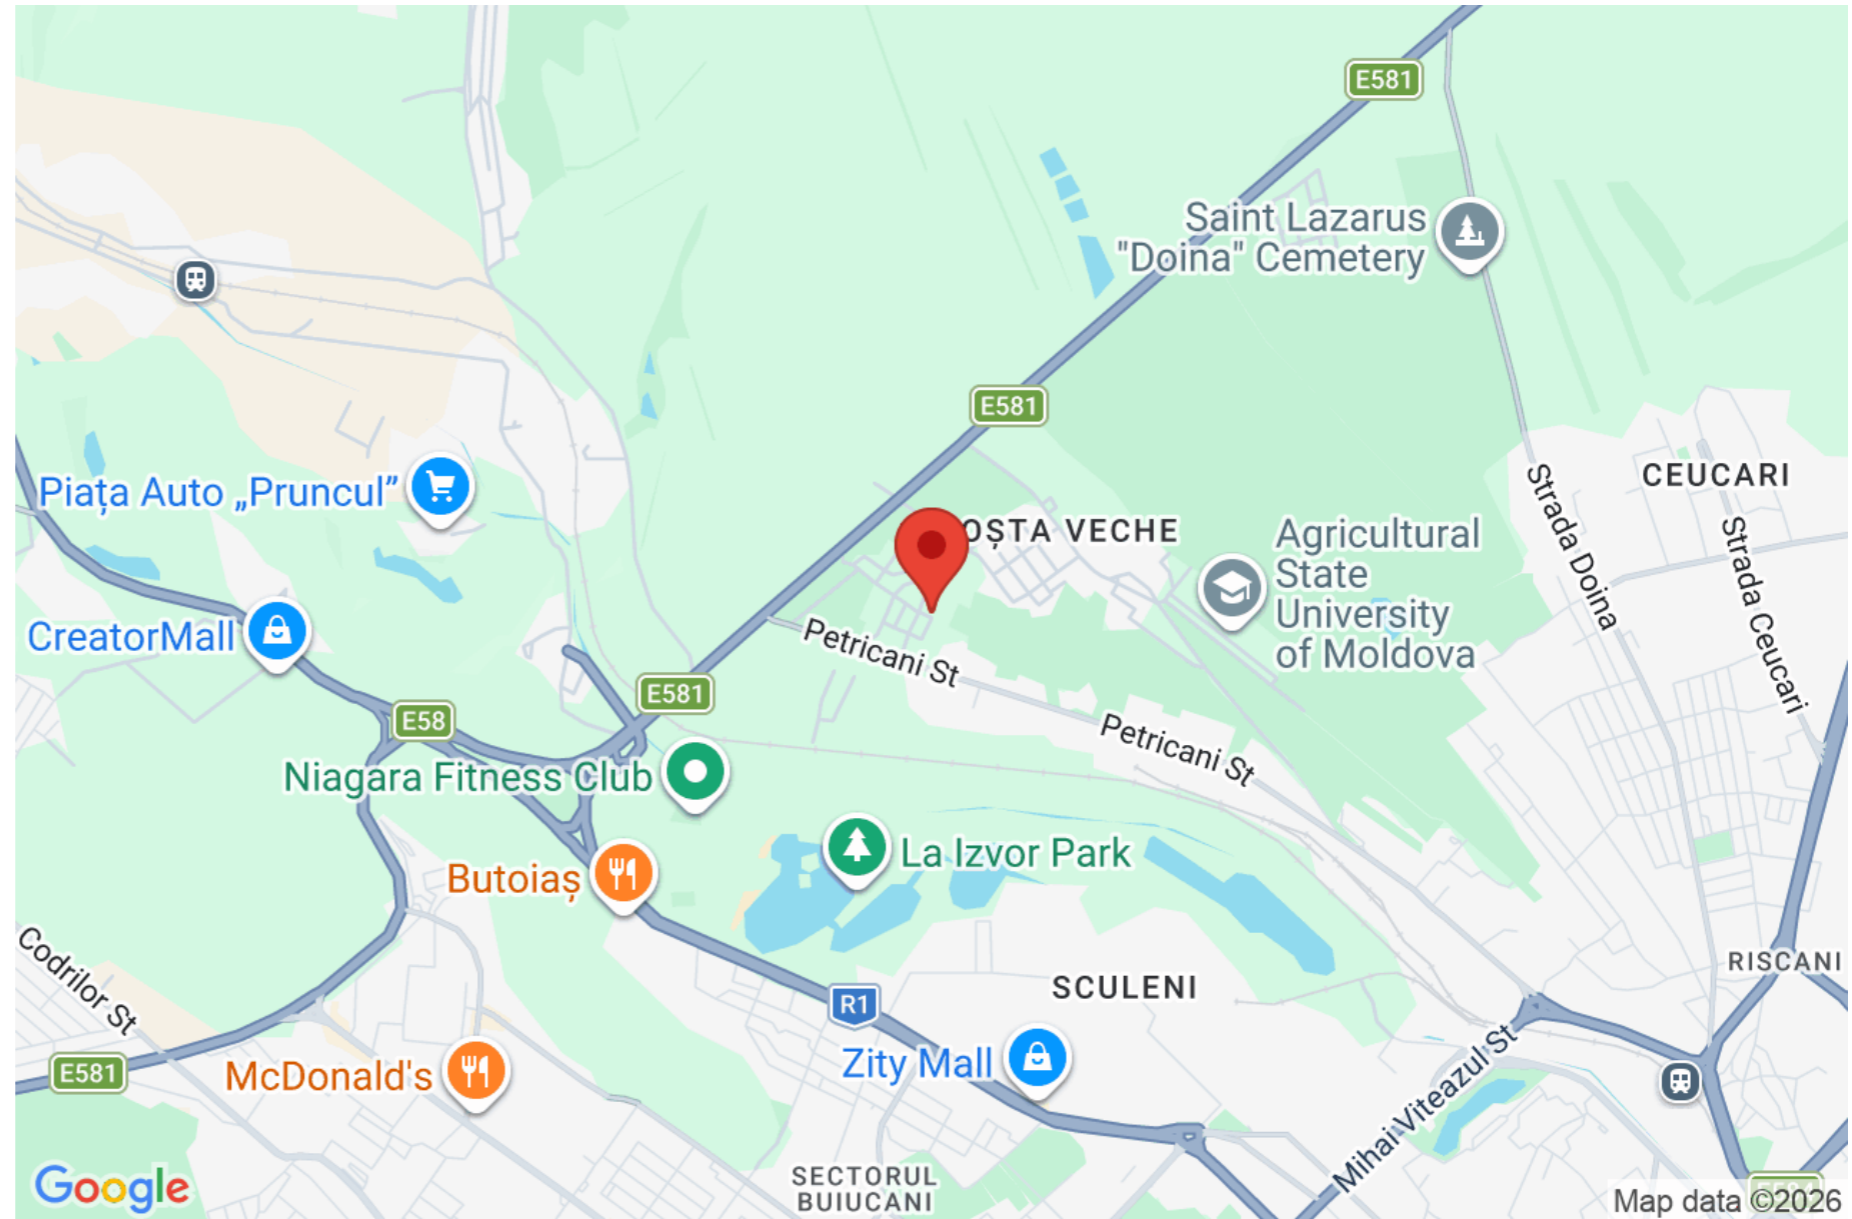 E581
Saint Lazarus
"Doina" Cemetery
E581
CEUCARI
Strada Doina
Strada Ceucari
Piața Auto „Pruncul”
OȘTA VECHE
Agricultural
State
University
of Moldova
CreatorMall
Petricani St
E581
E58
Petricani St
Niagara Fitness Club
La Izvor Park
Butoiaș
Codrilor St
RISCANI
SCULENI
R1
Zity Mall
E581
McDonald's
Mihai Viteazul St
SECTORUL
BUIUCANI
Google
Map data ©2026